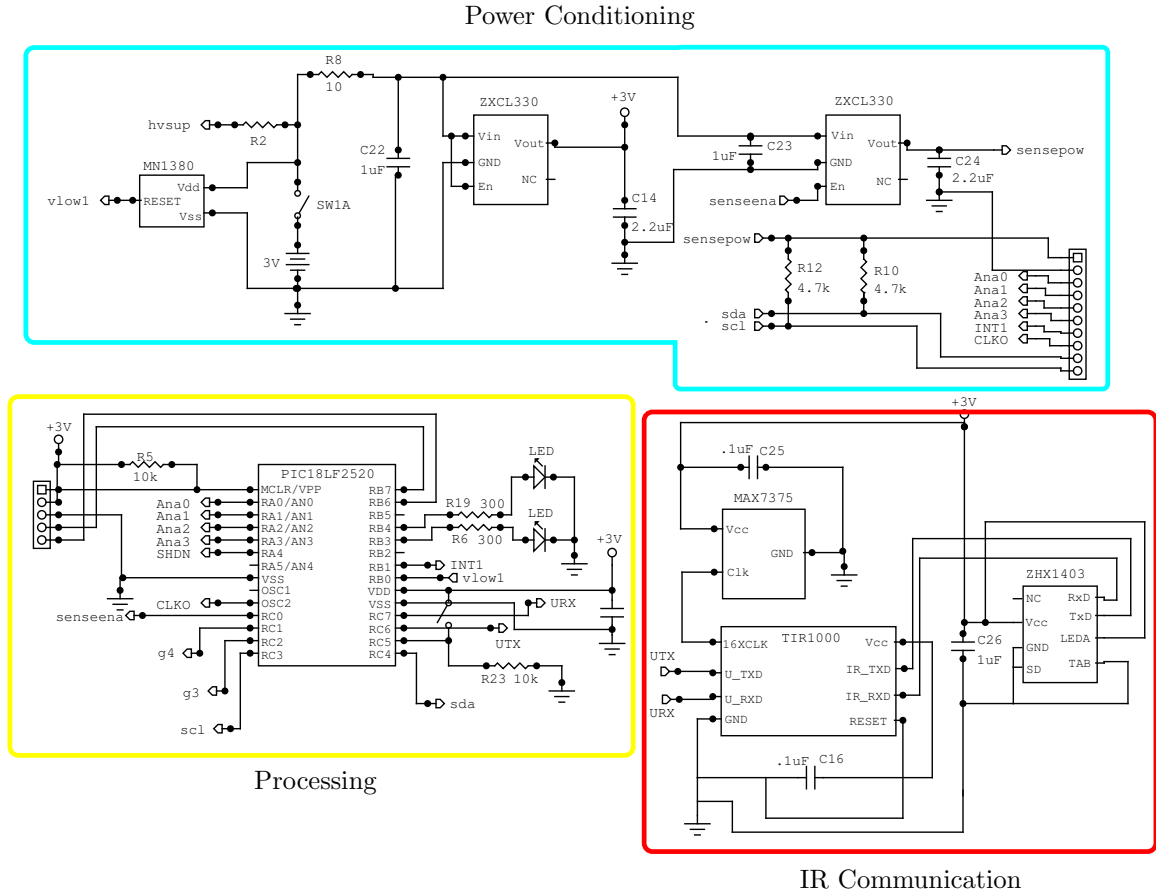 Power Conditioning
R8
10
hvsup
R2
MN1380
Vdd
RESET
Vss
vlow1
SW1A
3V
C22
1uF
ZXCL330
Vin
GND
En
Vout
NC
+3V
C14
2.2uF
C23
1uF
ZXCL330
Vin
GND
En
Vout
NC
senseena
sensepow
C24
2.2uF
sensepow
R12
4.7k
R10
4.7k
sda
scl
Ana0
Ana1
Ana2
Ana3
INT1
CLKO
+3V
R5
10k
PIC18LF2520
MCLR/VPP
RA0/AN0
RA1/AN1
RA2/AN2
RA3/AN3
RA4
RA5/AN4
VSS
OSC1
OSC2
RC0
RC1
RC2
RC3
RB7
RB6
RB5
RB4
RB3
RB2
RB1
RB0
VDD
VSS
RC7
RC6
RC5
RC4
Ana0
Ana1
Ana2
Ana3
SHDN
CLKO
senseena
g4
g3
scl
LED
R19 300
LED
R6 300
INT1
vlow1
+3V
URX
UTX
R23 10k
sda
Processing
+3V
.1uF C25
MAX7375
Vcc
GND
Clk
TIR1000
16XCLK
U_TXD
U_RXD
GND
Vcc
IR_TXD
IR_RXD
RESET
UTX
URX
.1uF C16
C26
1uF
ZHX1403
NC
Vcc
GND
SD
RxD
TxD
LEDA
TAB
IR Communication